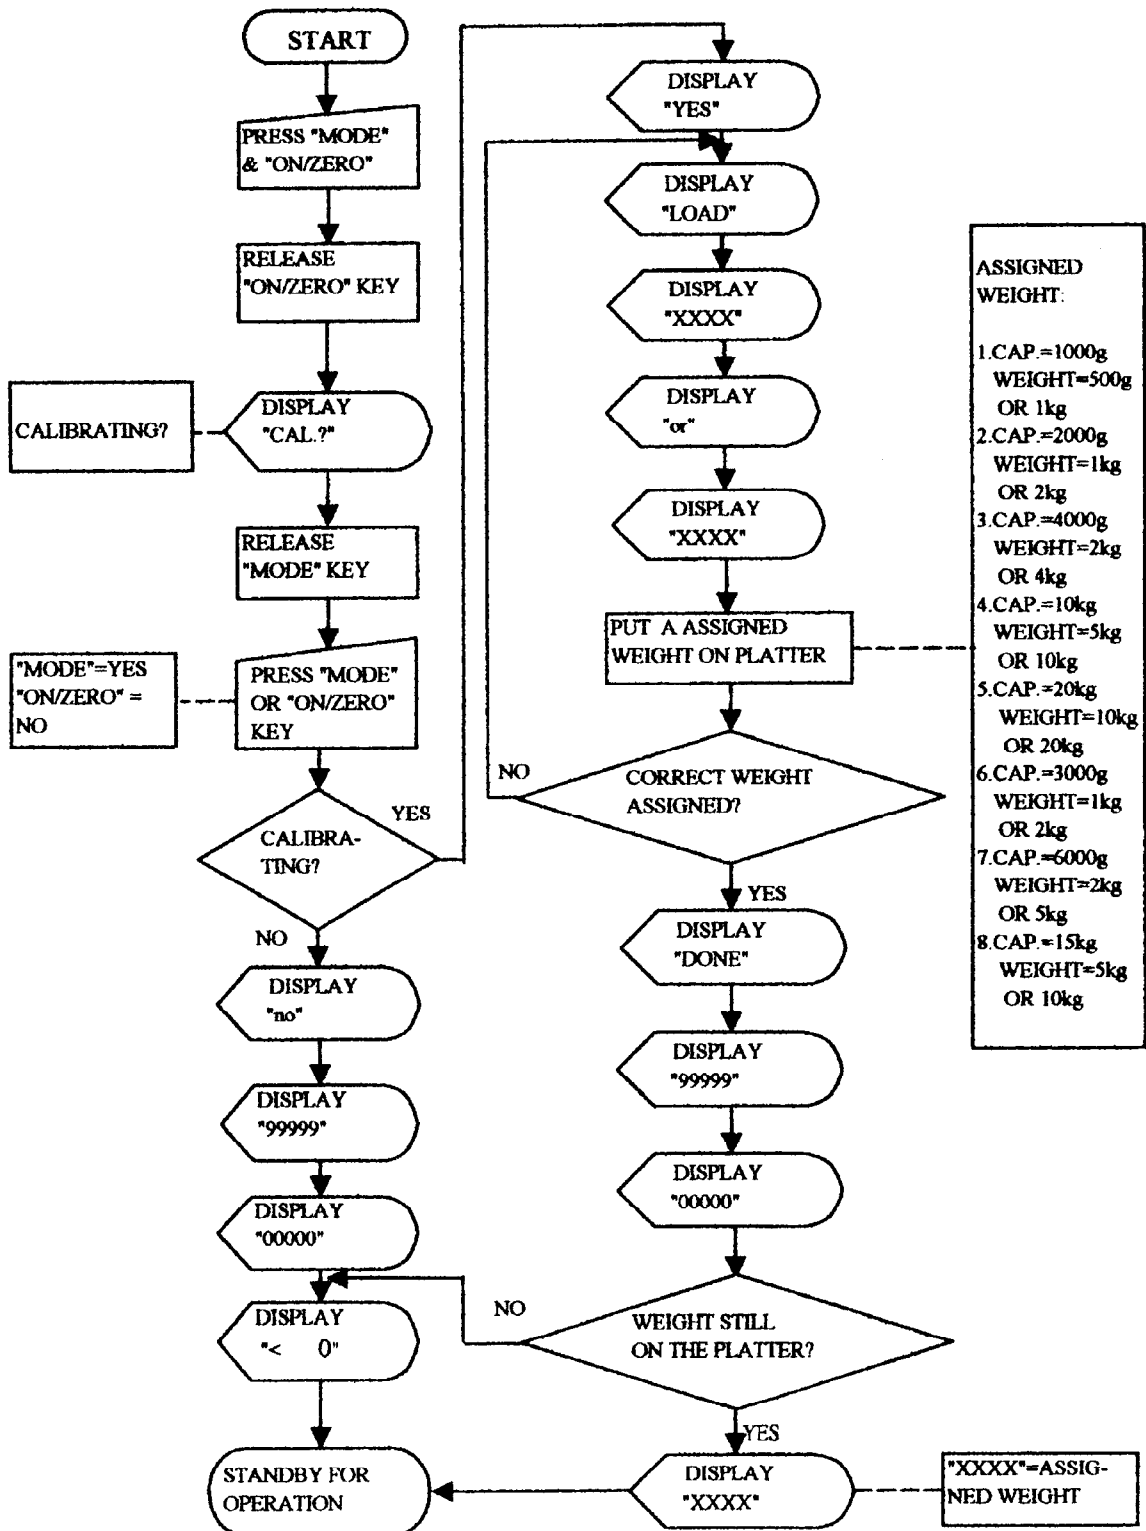 START
PRESS "MODE"
& "ON/ZERO"
RELEASE
"ON/ZERO" KEY
CALIBRATING?
DISPLAY
"CAL.?"
RELEASE
"MODE" KEY
"MODE"=YES
"ON/ZERO" =
NO
PRESS "MODE"
OR "ON/ZERO"
KEY
CALIBRA-
TING?
YES
NO
DISPLAY
"no"
DISPLAY
"99999"
DISPLAY
"00000"
DISPLAY
"< 0"
STANDBY FOR
OPERATION
DISPLAY
"YES"
DISPLAY
"LOAD"
DISPLAY
"XXXX"
DISPLAY
"or"
DISPLAY
"XXXX"
PUT A ASSIGNED
WEIGHT ON PLATTER
NO
CORRECT WEIGHT
ASSIGNED?
YES
DISPLAY
"DONE"
DISPLAY
"99999"
DISPLAY
"00000"
NO
WEIGHT STILL
ON THE PLATTER?
YES
DISPLAY
"XXXX"
"XXXX"=ASSIG-
NED WEIGHT
ASSIGNED
WEIGHT:
1.CAP.=1000g
WEIGHT=500g
OR 1kg
2.CAP.=2000g
WEIGHT=1kg
OR 2kg
3.CAP.=4000g
WEIGHT=2kg
OR 4kg
4.CAP.=10kg
WEIGHT=5kg
OR 10kg
5.CAP.=20kg
WEIGHT=10kg
OR 20kg
6.CAP.=3000g
WEIGHT=1kg
OR 2kg
7.CAP.=6000g
WEIGHT=2kg
OR 5kg
8.CAP.=15kg
WEIGHT=5kg
OR 10kg